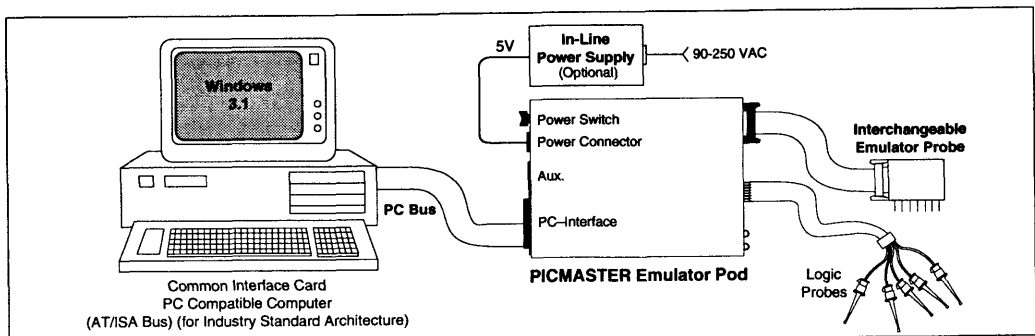 Windows
3.1
5V
In-Line
Power Supply
(Optional)
90-250 VAC
Power Switch
Power Connector
Aux.
PC–Interface
PC Bus
PICMASTER Emulator Pod
Interchangeable
Emulator Probe
Logic
Probes
Common Interface Card
PC Compatible Computer
(AT/ISA Bus) (for Industry Standard Architecture)